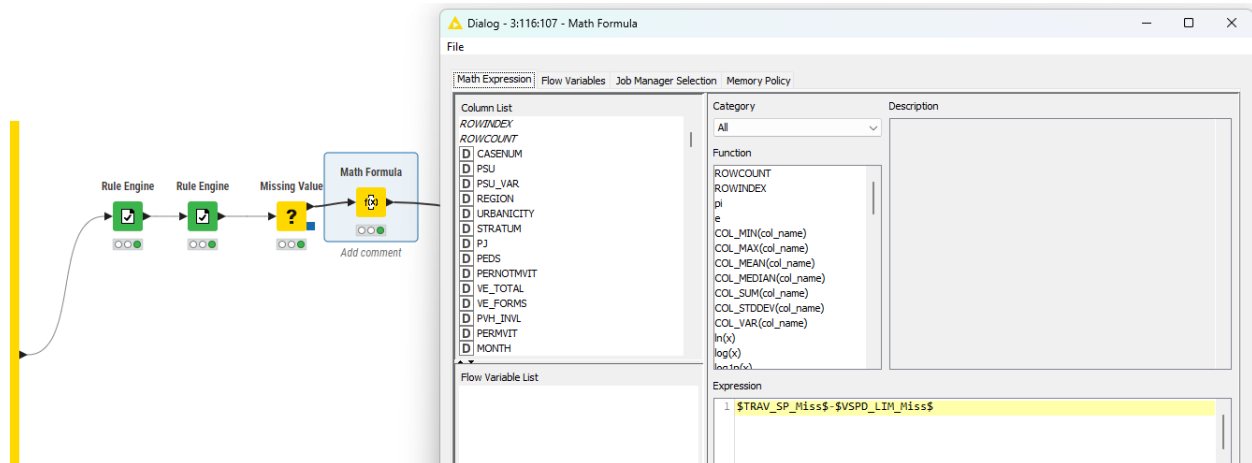 Dialog - 3:116:107 - Math Formula
File
Math Expression Flow Variables Job Manager Selection Memory Policy
Column List
ROWINDEX
ROWCOUNT
D CASENUM
D PSU
D PSU_VAR
D REGION
D URBANICITY
D STRATUM
D PJ
D PEDS
D PERNOTMVIT
D VE_TOTAL
D VE_FORMS
D PVH_INVL
D PERMVIT
D MONTH
Flow Variable List
Category
All
Function
ROWCOUNT
ROWINDEX
pi
e
COL_MIN(col_name)
COL_MAX(col_name)
COL_MEAN(col_name)
COL_MEDIAN(col_name)
COL_SUM(col_name)
COL_STDDEV(col_name)
COL_VAR(col_name)
ln(x)
log(x)
log1p(x)
Description
Expression
1 $TRAV_SP_Miss$-$VSPD_LIM_Miss$
Rule Engine
Rule Engine
Missing Value
?
Math Formula
f(x)
Add comment